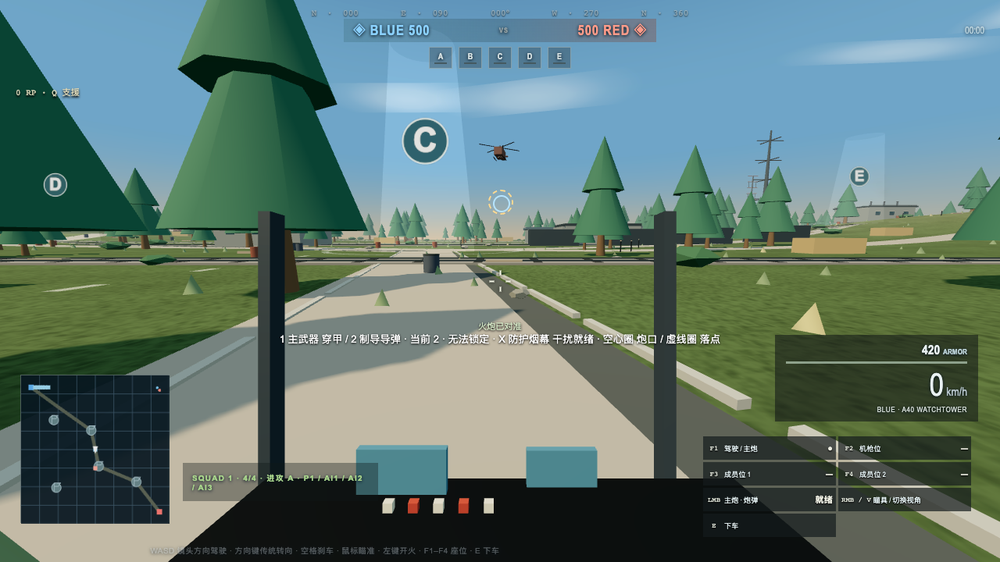 N · 000 E · 090 000° W · 270 N · 360
BLUE 500 VS 500 RED
00:00
A B C D E
0 RP · Q 支援
C
D
E
火炮已对准
1 主武器 穿甲 / 2 制导导弹 · 当前 2 · 无法锁定 · X 防护烟幕 干扰就绪 · 空心圈 炮口 / 虚线圈 落点
420 ARMOR
0 km/h
BLUE · A40 WATCHTOWER
F1 驾驶/主炮
F2 机枪位 —
F3 成员位 1 —
F4 成员位 2 —
LMB 主炮 · 炮弹 就绪
RMB / V 瞄具/切换视角
E 下车
SQUAD 1 · 4/4 · 进攻 A · P1 / AI1 / AI2
/ AI3
头方向驾驶 · 方向键传统转向 · 空格刹车 · 鼠标瞄准 · 左键开火 · F1–F4 座位 · E 下车